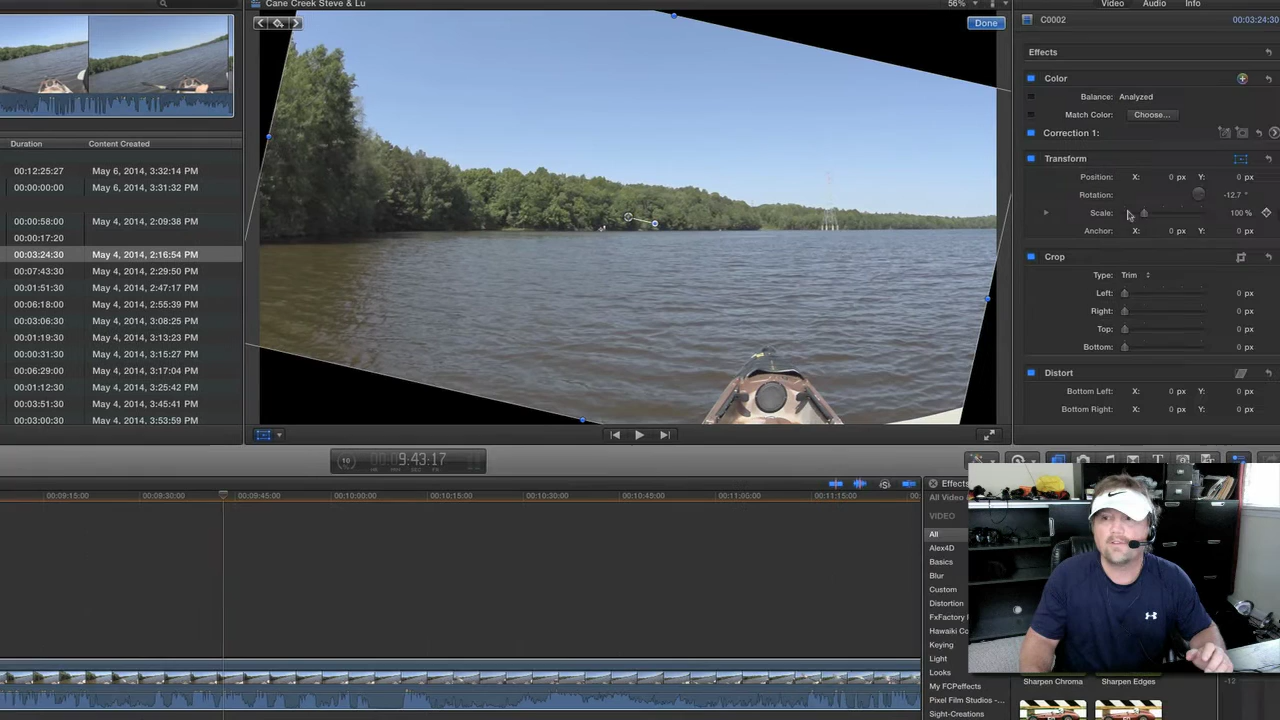 Cane Creek Steve & Lu
56%
Video Audio Info
Done
C0002 00:03:24:30
Effects
Color
Balance: Analyzed
Match Color: Choose...
Correction 1:
Transform
Position: X: 0 px Y: 0 px
Rotation: -12.7 °
Scale: 100 %
Anchor: X: 0 px Y: 0 px
Crop
Type: Trim
Left: 0 px
Right: 0 px
Top: 0 px
Bottom: 0 px
Distort
Bottom Left: X: 0 px Y: 0 px
Bottom Right: X: 0 px Y: 0 px
Duration Content Created
00:12:25:27 May 6, 2014, 3:32:14 PM
00:00:00:00 May 6, 2014, 3:31:32 PM
00:00:58:00 May 4, 2014, 2:09:38 PM
00:00:17:20
00:03:24:30 May 4, 2014, 2:16:54 PM
00:07:43:30 May 4, 2014, 2:29:50 PM
00:01:51:30 May 4, 2014, 2:47:17 PM
00:06:18:00 May 4, 2014, 2:55:39 PM
00:03:06:30 May 4, 2014, 3:08:25 PM
00:01:19:30 May 4, 2014, 3:13:23 PM
00:00:31:30 May 4, 2014, 3:15:27 PM
00:06:29:00 May 4, 2014, 3:17:04 PM
00:01:12:30 May 4, 2014, 3:25:42 PM
00:03:51:30 May 4, 2014, 3:45:41 PM
00:03:00:30 May 4, 2014, 3:53:59 PM
10 9:43:17
00:09:15:00 00:09:30:00 00:09:45:00 00:10:00:00 00:10:15:00 00:10:30:00 00:10:45:00 00:11:00:00 00:11:15:00 00:
Effects
All Video
VIDEO
All
Alex4D
Basics
Blur
Custom
Distortion
FxFactory
Hawaiki Co
Keying
Light
Looks
My FCPeffects
Pixel Film Studios -...
Sight-Creations
Sharpen Chroma Sharpen Edges
-12